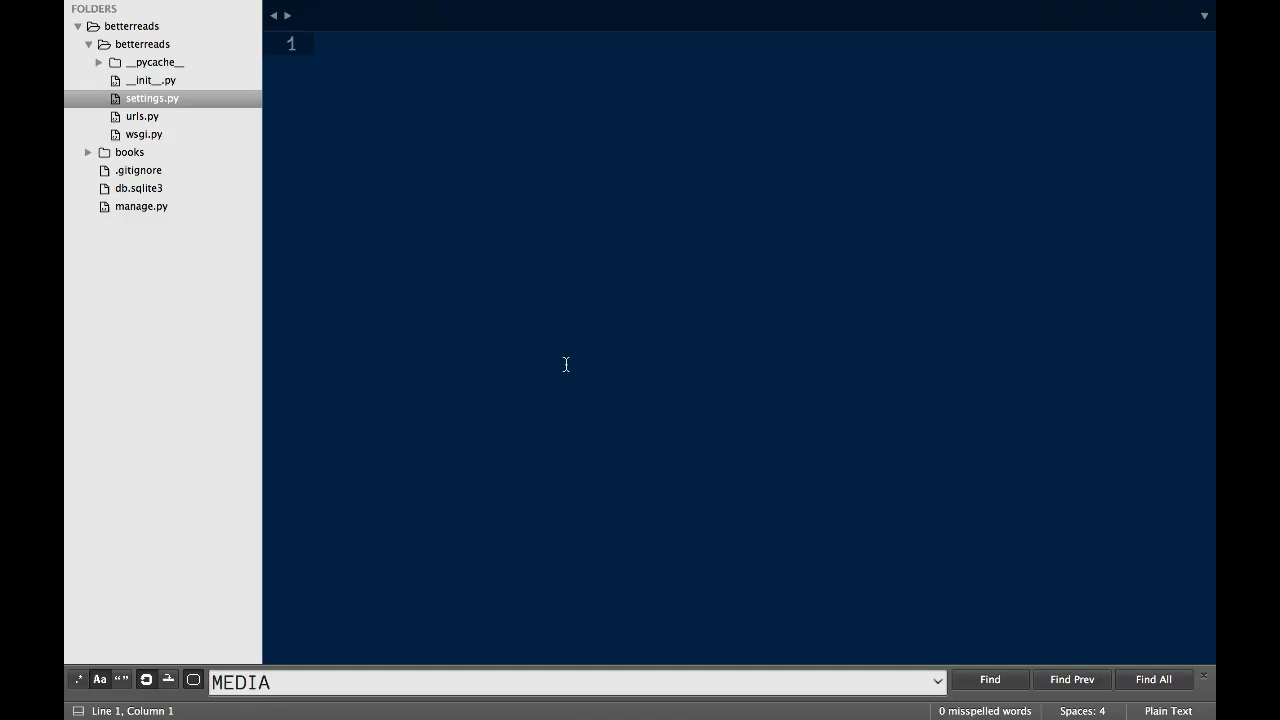 FOLDERS
betterreads
betterreads
__pycache__
__init__.py
settings.py
urls.py
wsgi.py
books
.gitignore
db.sqlite3
manage.py
1
.* Aa “” MEDIA Find Find Prev Find All
Line 1, Column 1 0 misspelled words Spaces: 4 Plain Text